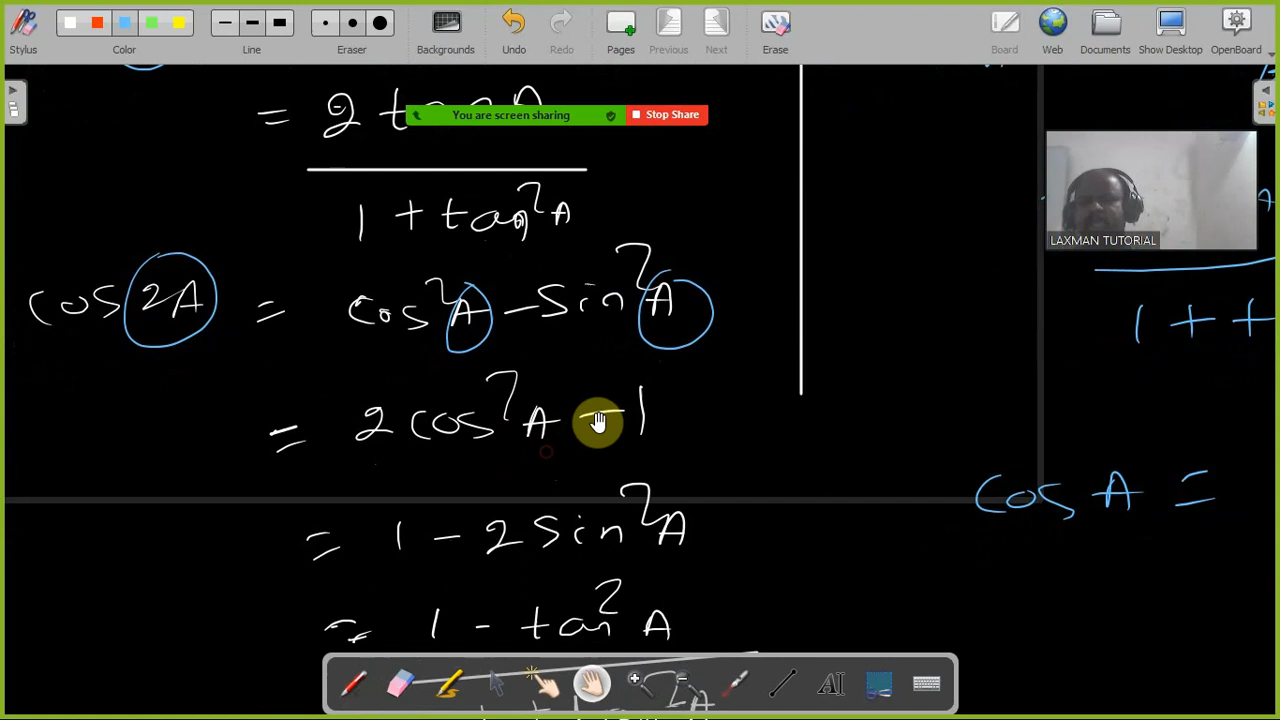 Stylus Color Line Eraser Backgrounds Undo Redo Pages Previous Next Erase Board Web Documents Show Desktop OpenBoard
You are screen sharing Stop Share
= 2 tan A
1 + tan²A
LAXMAN TUTORIAL
cos 2A = cos²A - sin²A
1 +
= 2 cos²A - 1
cos A =
= 1 - 2 sin²A
= 1 - tan²A